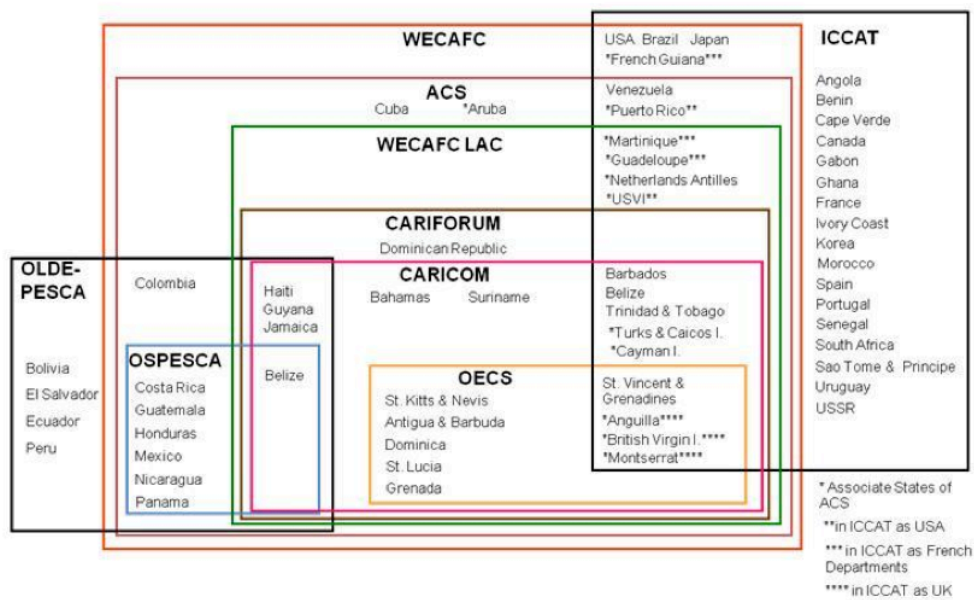 WECAFC
USA Brazil Japan
*French Guiana***
ICCAT
ACS
Cuba *Aruba
Venezuela
*Puerto Rico**
WECAFC LAC
*Martinique***
*Guadeloupe***
*Netherlands Antilles
*USVI**
CARIFORUM
Dominican Republic
CARICOM
Bahamas Suriname
Barbados
Belize
Trinidad & Tobago
*Turks & Caicos I.
*Cayman I.
OECS
St. Kitts & Nevis
Antigua & Barbuda
Dominica
St. Lucia
Grenada
St. Vincent &
Grenadines
*Anguilla****
*British Virgin I.****
*Montserrat****
OLDE-
PESCA
Colombia
Haiti
Guyana
Jamaica
Belize
OSPESCA
Costa Rica
Guatemala
Honduras
Mexico
Nicaragua
Panama
Bolivia
El Salvador
Ecuador
Peru
Angola
Benin
Cape Verde
Canada
Gabon
Ghana
France
Ivory Coast
Korea
Morocco
Spain
Portugal
Senegal
South Africa
Sao Tome & Principe
Uruguay
USSR
* Associate States of
ACS
**in ICCAT as USA
*** in ICCAT as French
Departments
**** in ICCAT as UK